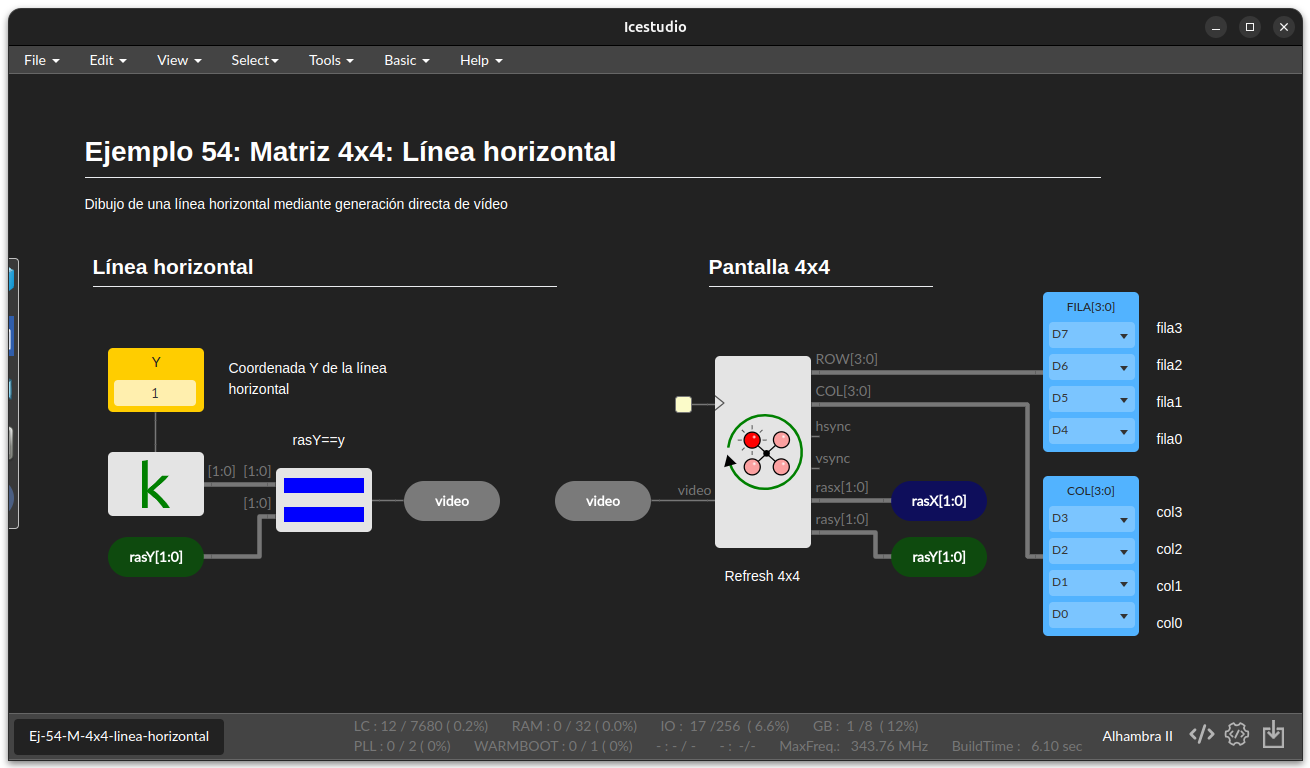 Icestudio
File Edit View Select Tools Basic Help
Ejemplo 54: Matriz 4x4: Línea horizontal
Dibujo de una línea horizontal mediante generación directa de vídeo
Línea horizontal
Y
1
Coordenada Y de la línea
horizontal
rasY==y
k
[1:0] [1:0]
[1:0]
rasY[1:0]
video
Pantalla 4x4
video
video
ROW[3:0]
COL[3:0]
hsync
vsync
rasx[1:0]
rasy[1:0]
Refresh 4x4
rasX[1:0]
rasY[1:0]
FILA[3:0]
D7 fila3
D6 fila2
D5 fila1
D4 fila0
COL[3:0]
D3 col3
D2 col2
D1 col1
D0 col0
Ej-54-M-4x4-linea-horizontal
LC : 12 / 7680 ( 0.2%) RAM : 0 / 32 ( 0.0%) IO : 17 /256 ( 6.6%) GB : 1 /8 ( 12%)
PLL : 0 / 2 ( 0%) WARMBOOT : 0 / 1 ( 0%) - : - / - - : -/- MaxFreq.: 343.76 MHz BuildTime : 6.10 sec
Alhambra II